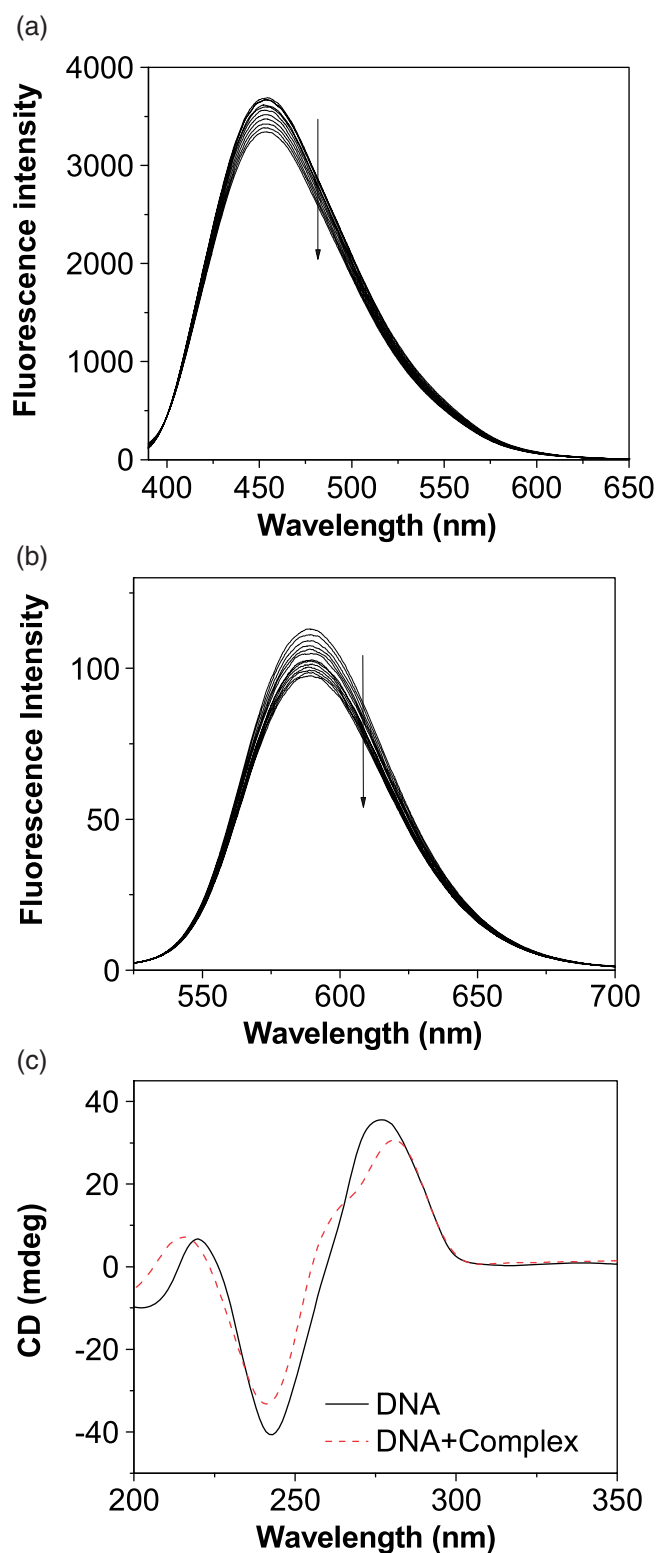 (a)
4000
3000
2000
1000
0
Fluorescence intensity
400 450 500 550 600 650
Wavelength (nm)
(b)
100
50
0
Fluorescence Intensity
550 600 650 700
Wavelength (nm)
(c)
40
20
0
-20
-40
CD (mdeg)
DNA
DNA+Complex
200 250 300 350
Wavelength (nm)